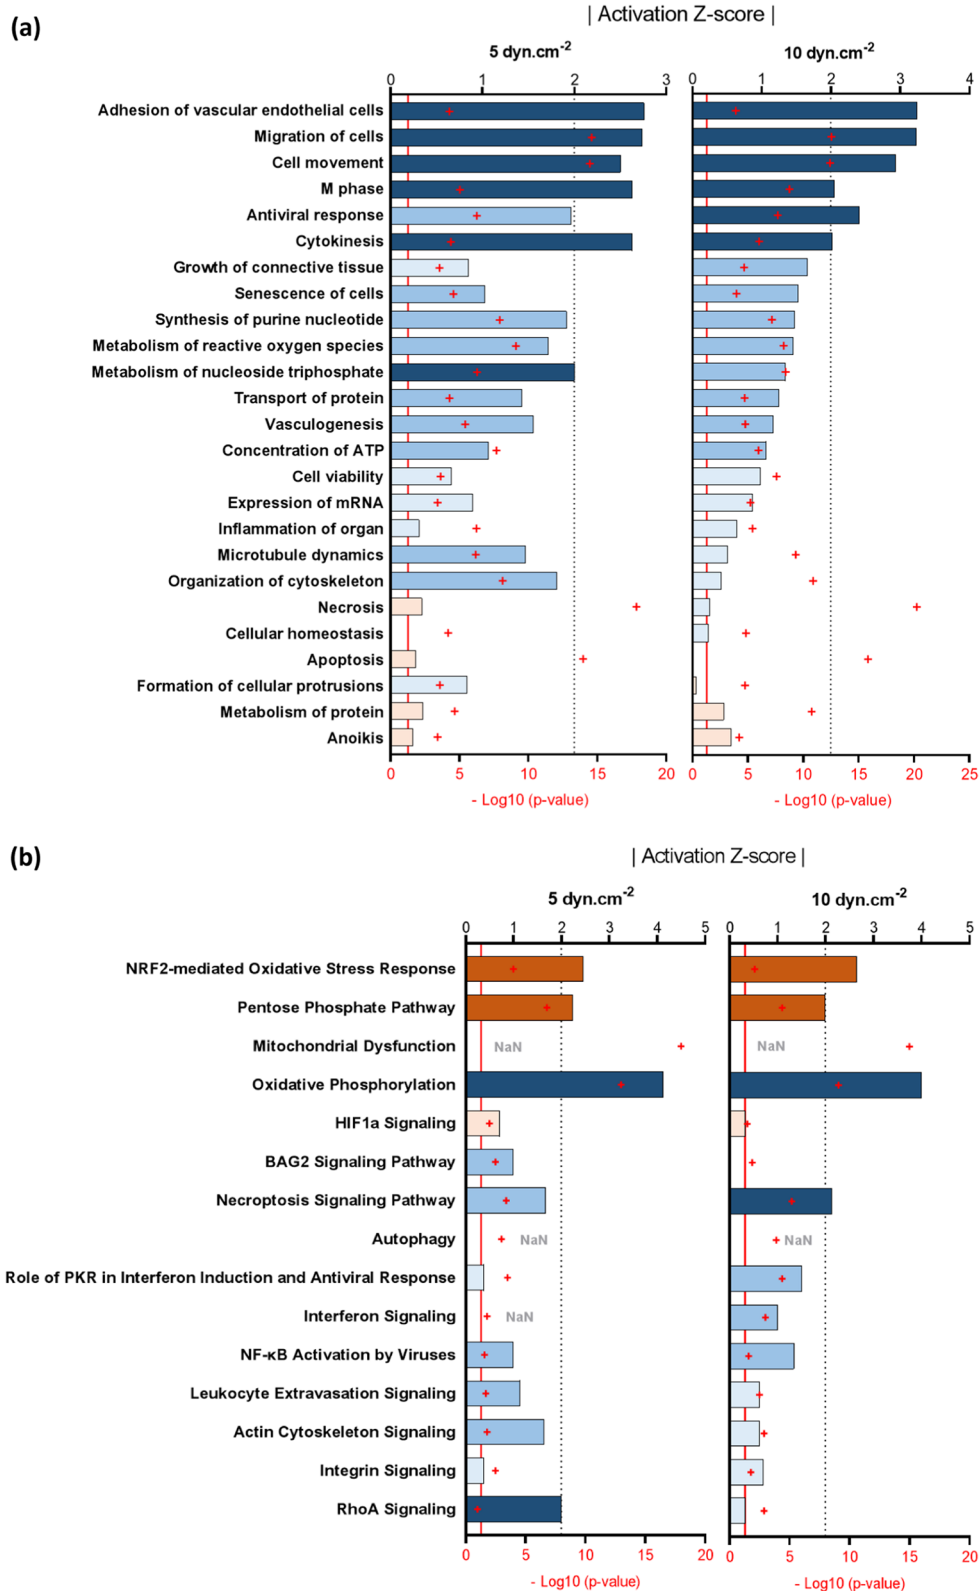 (a)
| Activation Z-score |
5 dyn.cm-2
10 dyn.cm-2
0 1 2 3
0 1 2 3 4
Adhesion of vascular endothelial cells
Migration of cells
Cell movement
M phase
Antiviral response
Cytokinesis
Growth of connective tissue
Senescence of cells
Synthesis of purine nucleotide
Metabolism of reactive oxygen species
Metabolism of nucleoside triphosphate
Transport of protein
Vasculogenesis
Concentration of ATP
Cell viability
Expression of mRNA
Inflammation of organ
Microtubule dynamics
Organization of cytoskeleton
Necrosis
Cellular homeostasis
Apoptosis
Formation of cellular protrusions
Metabolism of protein
Anoikis
0 5 10 15 20
0 5 10 15 20 25
- Log10 (p-value)
- Log10 (p-value)
(b)
| Activation Z-score |
5 dyn.cm-2
10 dyn.cm-2
0 1 2 3 4 5
0 1 2 3 4 5
NRF2-mediated Oxidative Stress Response
Pentose Phosphate Pathway
Mitochondrial Dysfunction NaN NaN
Oxidative Phosphorylation
HIF1a Signaling
BAG2 Signaling Pathway
Necroptosis Signaling Pathway
Autophagy NaN NaN
Role of PKR in Interferon Induction and Antiviral Response
Interferon Signaling NaN
NF-κB Activation by Viruses
Leukocyte Extravasation Signaling
Actin Cytoskeleton Signaling
Integrin Signaling
RhoA Signaling
0 5 10 15 20
0 5 10 15 20
- Log10 (p-value)
- Log10 (p-value)